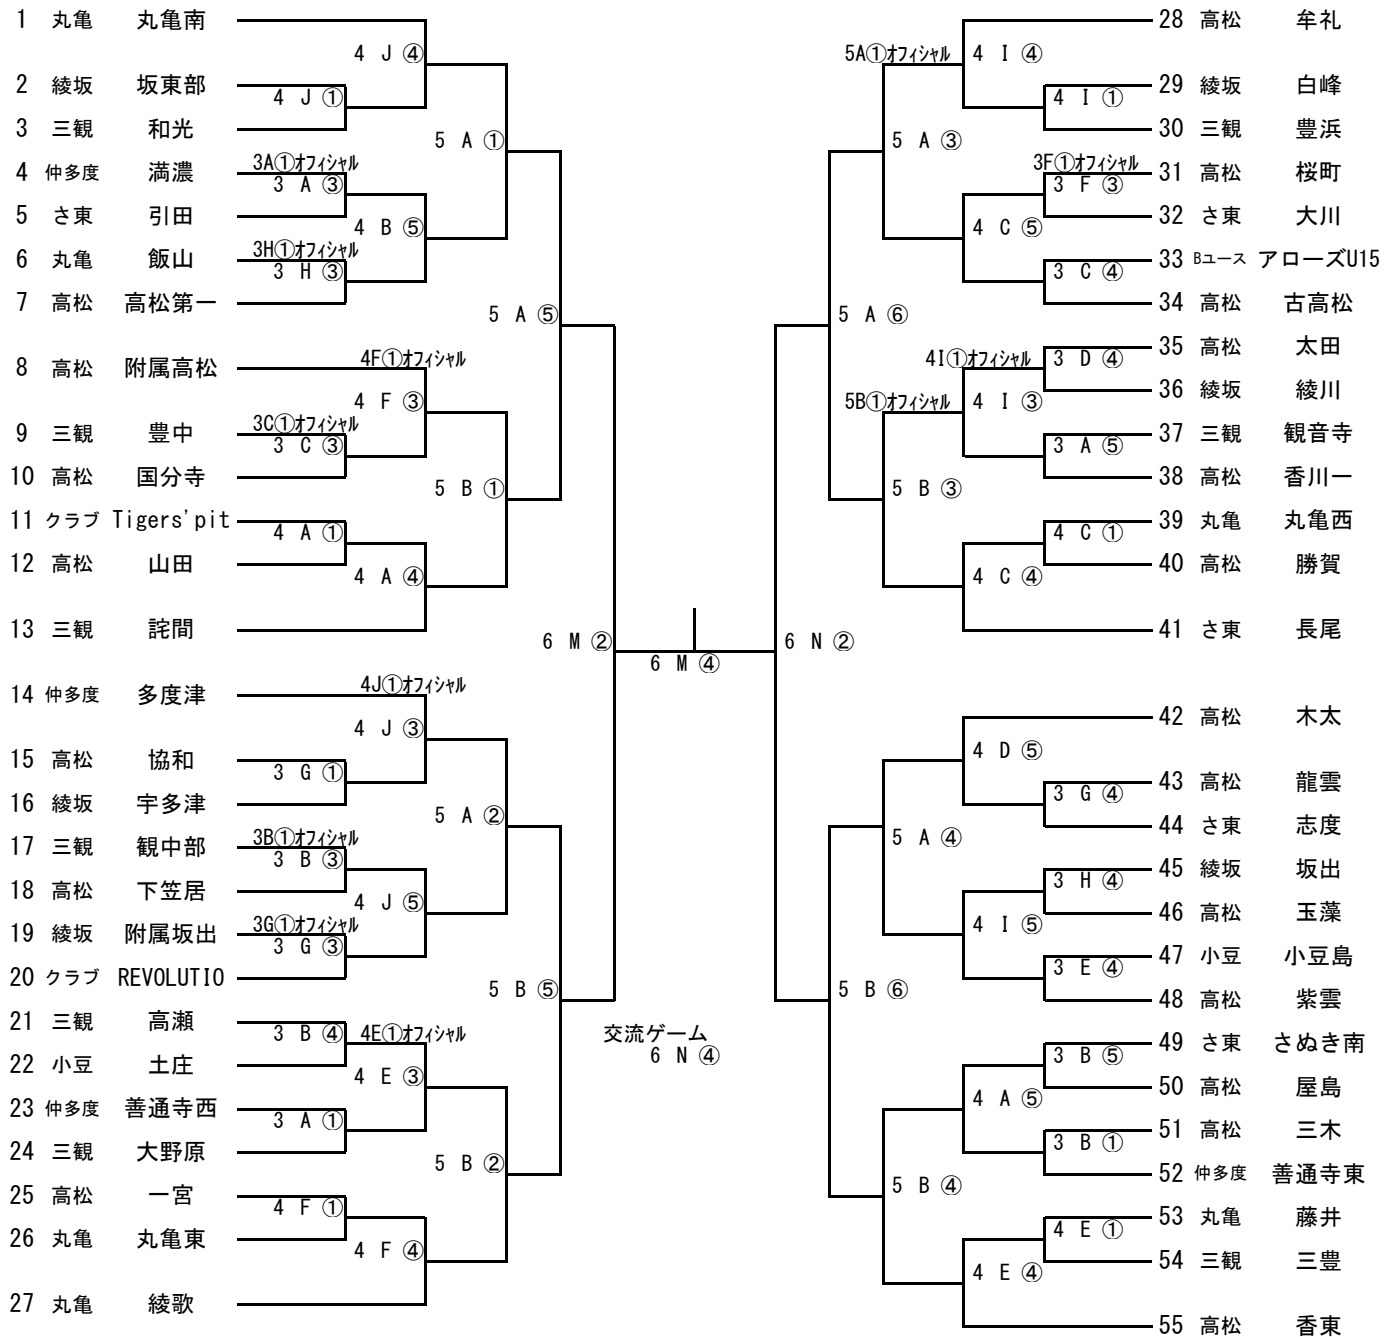 1 丸亀 丸亀南
4 J ④
2 綾坂 坂東部
4 J ①
3 三観 和光
5 A ①
4 仲多度 満濃 3A①オフィシャル
3 A ③
5 さ東 引田
4 B ⑤
6 丸亀 飯山 3H①オフィシャル
3 H ③
7 高松 高松第一
5 A ⑤
8 高松 附属高松 4F①オフィシャル
4 F ③
9 三観 豊中 3C①オフィシャル
3 C ③
10 高松 国分寺
5 B ①
11 クラブ Tigers'pit
4 A ①
12 高松 山田
4 A ④
13 三観 詫間
6 M ②
14 仲多度 多度津 4J①オフィシャル
4 J ③
15 高松 協和
3 G ①
16 綾坂 宇多津
5 A ②
17 三観 観中部 3B①オフィシャル
3 B ③
18 高松 下笠居
4 J ⑤
19 綾坂 附属坂出 3G①オフィシャル
3 G ③
20 クラブ REVOLUTIO
5 B ⑤
21 三観 高瀬
3 B ④ 4E①オフィシャル
22 小豆 土庄
4 E ③
23 仲多度 善通寺西
3 A ①
24 三観 大野原
5 B ②
25 高松 一宮
4 F ①
26 丸亀 丸亀東
4 F ④
27 丸亀 綾歌
6 M ④
交流ゲーム
6 N ④
28 高松 牟礼
5A①オフィシャル 4 I ④
29 綾坂 白峰
4 I ①
30 三観 豊浜
5 A ③
3F①オフィシャル 31 高松 桜町
3 F ③
32 さ東 大川
4 C ⑤
33 Bユース アローズU15
3 C ④
34 高松 古高松
5 A ⑥
35 高松 太田
4I①オフィシャル 3 D ④
36 綾坂 綾川
5B①オフィシャル 4 I ③
37 三観 観音寺
3 A ⑤
38 高松 香川一
5 B ③
39 丸亀 丸亀西
4 C ①
40 高松 勝賀
4 C ④
41 さ東 長尾
6 N ②
42 高松 木太
4 D ⑤
43 高松 龍雲
3 G ④
44 さ東 志度
5 A ④
45 綾坂 坂出
3 H ④
46 高松 玉藻
4 I ⑤
47 小豆 小豆島
3 E ④
48 高松 紫雲
5 B ⑥
49 さ東 さぬき南
3 B ⑤
50 高松 屋島
4 A ⑤
51 高松 三木
3 B ①
52 仲多度 善通寺東
5 B ④
53 丸亀 藤井
4 E ①
54 三観 三豊
4 E ④
55 高松 香東